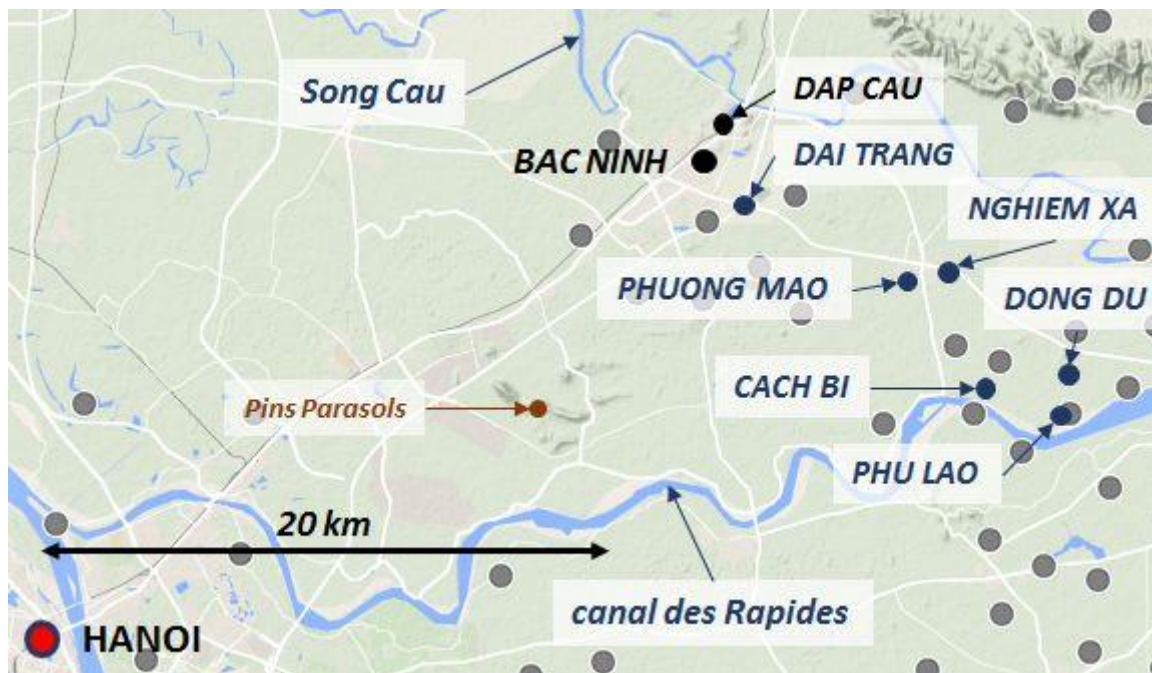 Song Cau
DAP CAU
BAC NINH
DAI TRANG
NGHIEM XA
PHUONG MAO
DONG DU
CACH BI
Pins Parasols
PHU LAO
20 km
canal des Rapides
HANOI